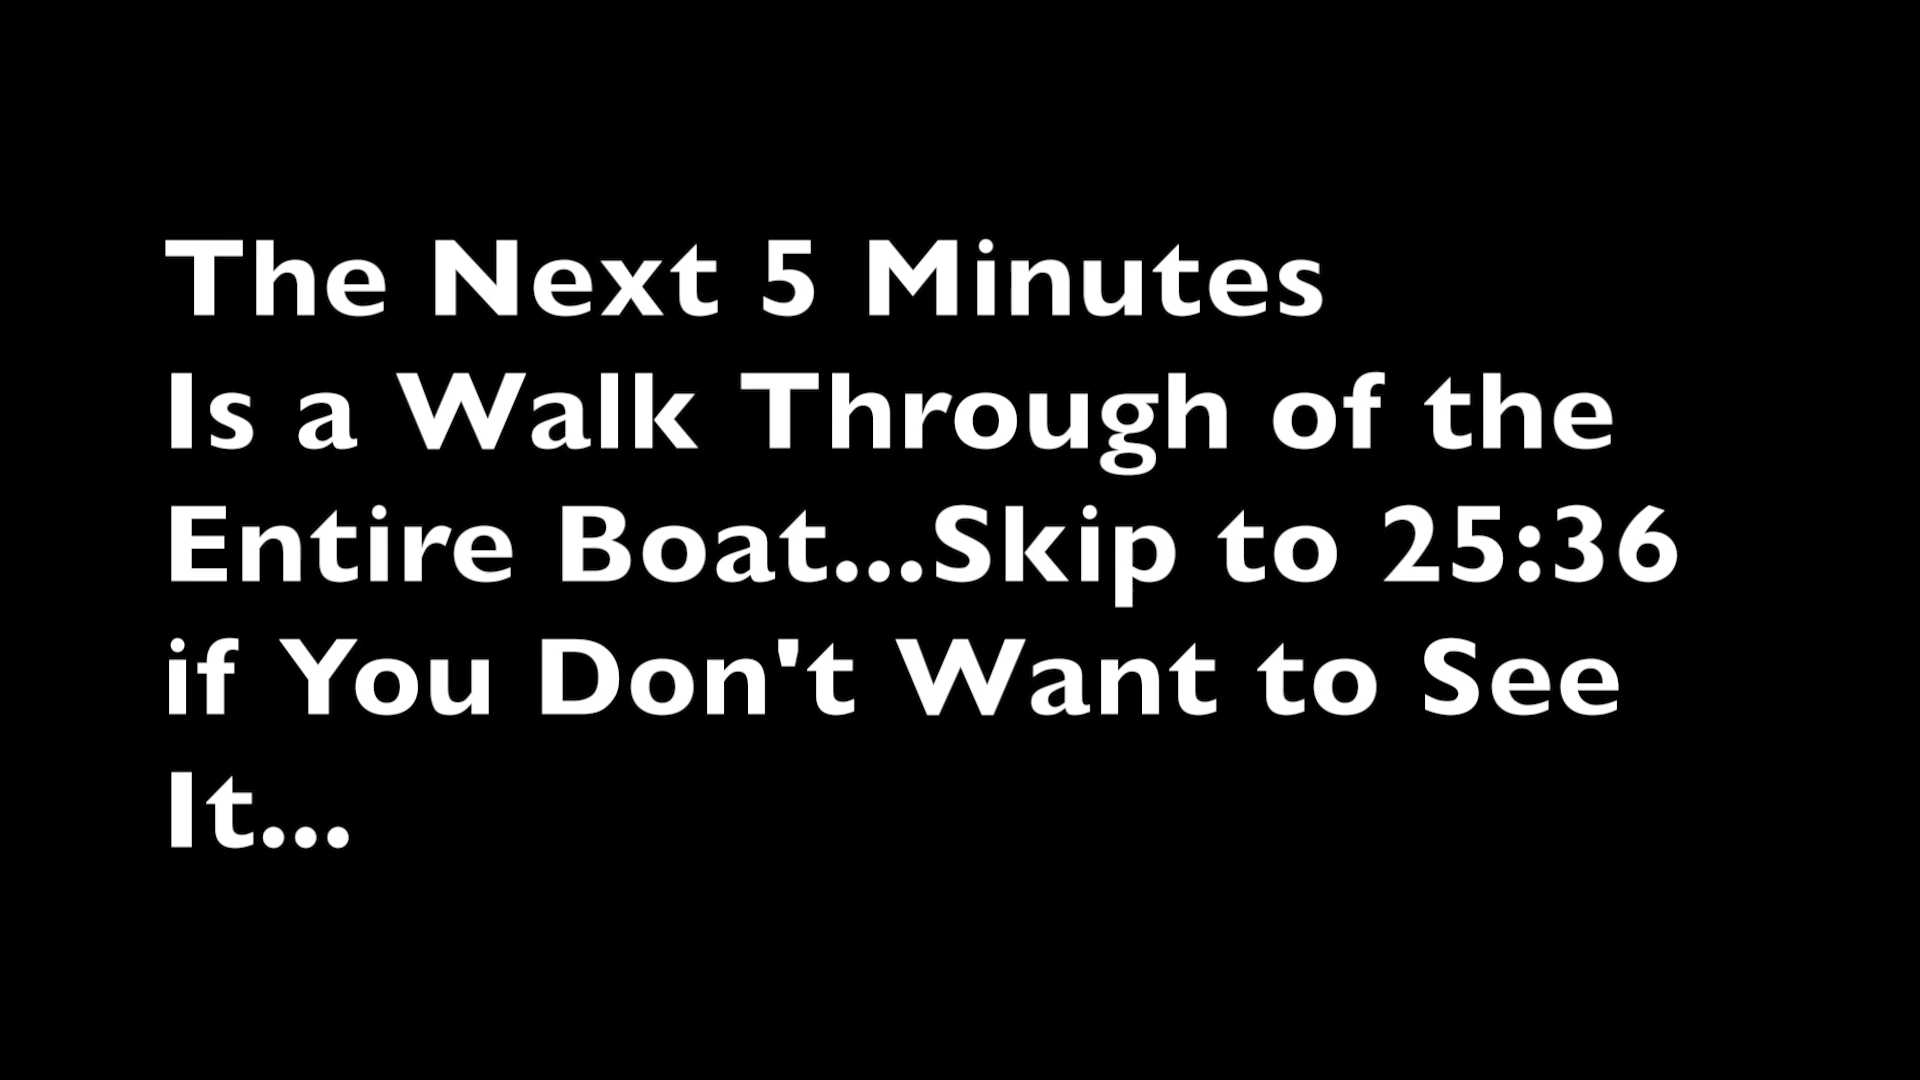 The Next 5 Minutes
Is a Walk Through of the
Entire Boat...Skip to 25:36
if You Don't Want to See
It...